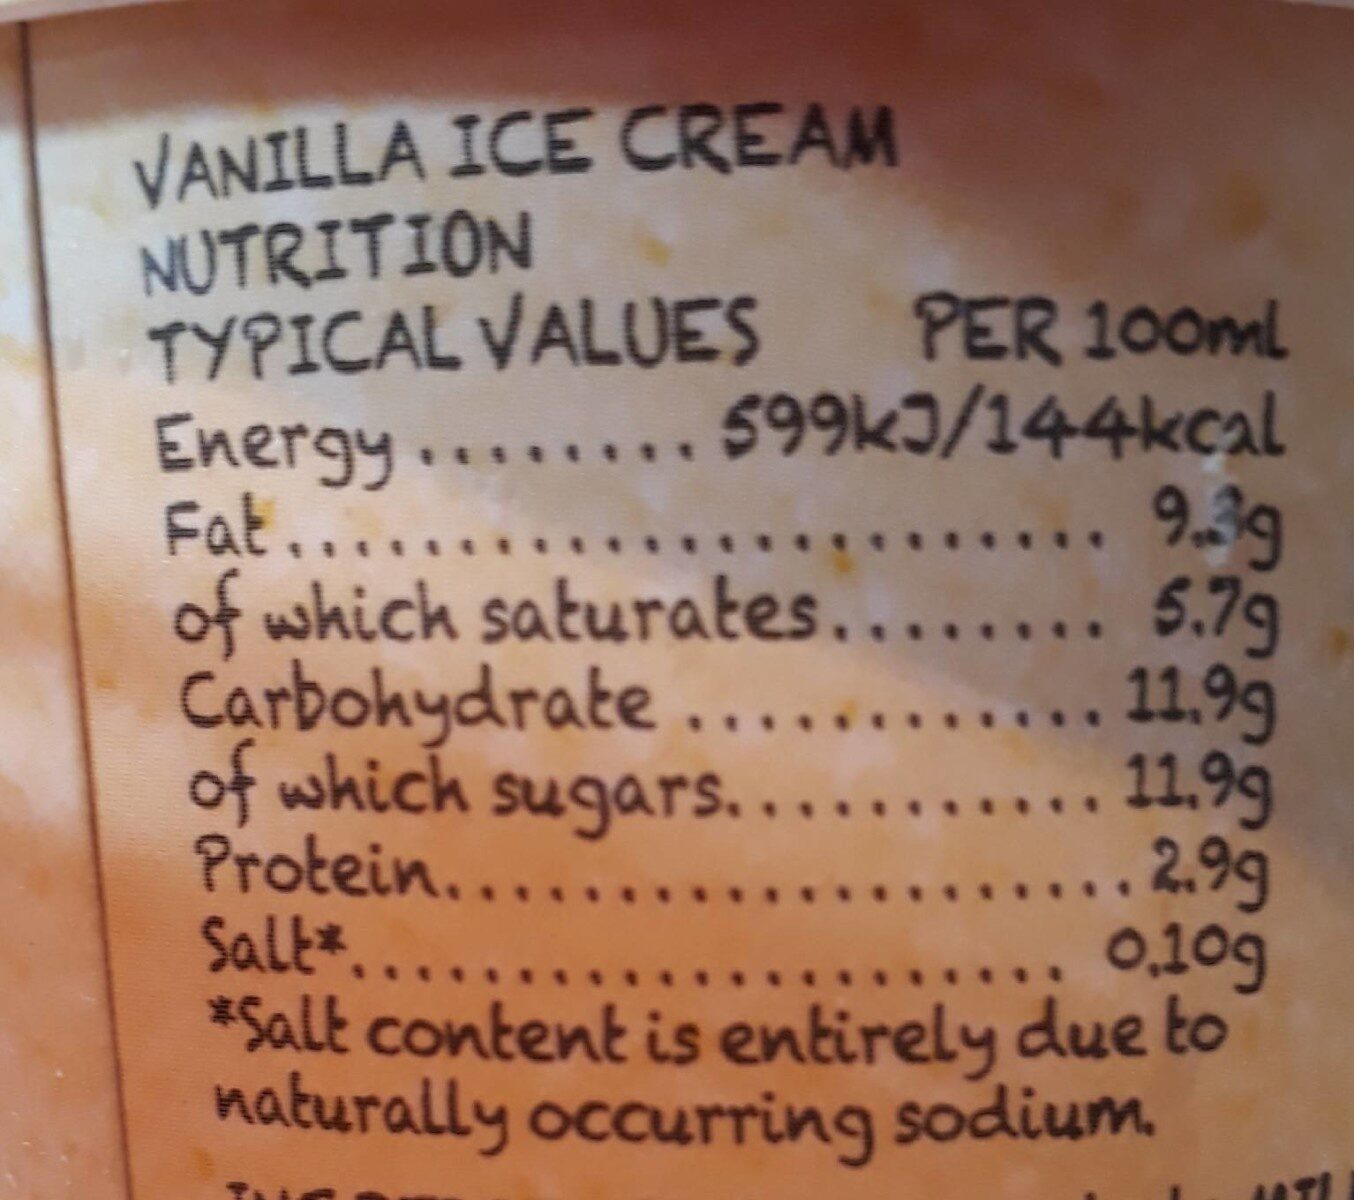 VANILLA ICE CREAM
NUTRITION
TYPICAL VALUES PER 100ml
Energy ........ 599kJ/144kcal
Fat........................ 9.3g
of which saturates........ 5.7g
Carbohydrate ............ 11.9g
of which sugars........... 11.9g
Protein.................... 2.9g
Salt*..................... 0.10g
*Salt content is entirely due to
naturally occurring sodium.